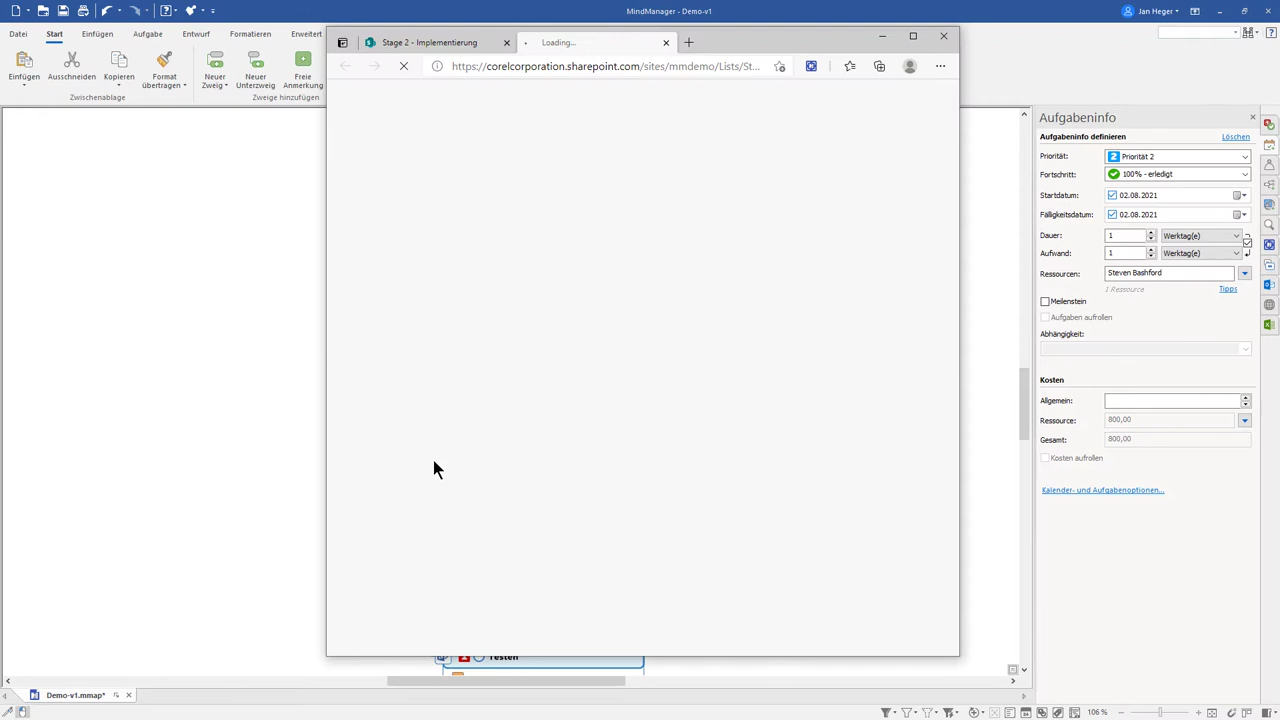 MindManager - Demo-v1
Jan Heger
Datei Start Einfügen Aufgabe Entwurf Formatieren Erweitert
Einfügen Ausschneiden Kopieren Format übertragen Neuer Zweig Neuer Unterzweig Freie Anmerkung
Zwischenablage Zweige hinzufügen
Stage 2 - Implementierung
Loading...
https://corelcorporation.sharepoint.com/sites/mmdemo/Lists/St...
Aufgabeninfo
Aufgabeninfo definieren Löschen
Priorität: 2 Priorität 2
Fortschritt: 100% - erledigt
Startdatum: 02.08.2021
Fälligkeitsdatum: 02.08.2021
Dauer: 1 Werktag(e)
Aufwand: 1 Werktag(e)
Ressourcen: Steven Bashford
1 Ressource Tipps
Meilenstein
Aufgaben aufrollen
Abhängigkeit:
Kosten
Allgemein:
Ressource: 800,00
Gesamt: 800,00
Kosten aufrollen
Kalender- und Aufgabenoptionen...
Testen
Demo-v1.mmap*
106 %